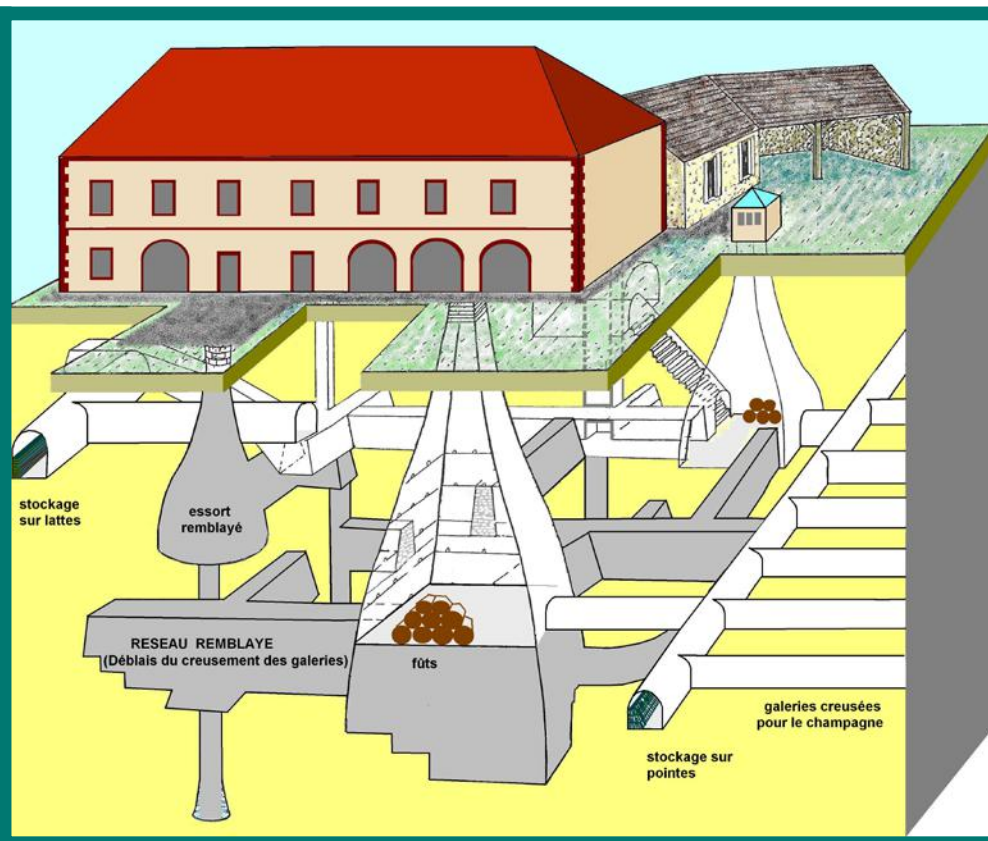 stockage
sur lattes
essort
remblayé
RESEAU REMBLAYE
(Déblais du creusement des galeries)
fûts
galeries creusées
pour le champagne
stockage sur
pointes